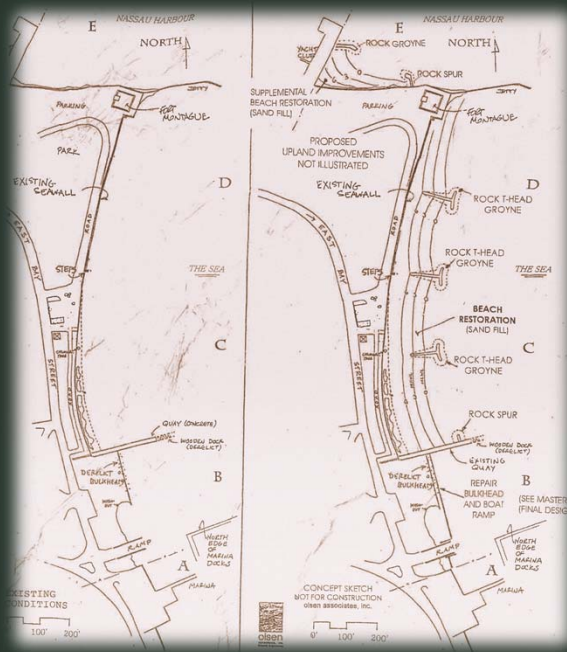 E
NASSAU HARBOUR
NORTH
PARKING
JETTY
FORT
MONTAGUE
PARK
EXISTING
SEAWALL
D
ROAD
EAST
BAY
STEPS
THE SEA
C
STREET
QUAY (CONCRETE)
WOODEN DOCK
(DERELICT)
DERELICT
BULKHEAD
B
RAMP
NORTH
EDGE
OF
MARINA
DOCKS
A
MARINA
EXISTING
CONDITIONS
100' 200'
E
NASSAU HARBOUR
YACHT
CLUB
ROCK GROYNE
NORTH
ROCK SPUR
SUPPLEMENTAL
BEACH RESTORATION
(SAND FILL)
PARKING
JETTY
FORT
MONTAGUE
PROPOSED
UPLAND IMPROVEMENTS
NOT ILLUSTRATED
EXISTING
SEAWALL
D
ROAD
ROCK T-HEAD
GROYNE
EAST
BAY
ROCK T-HEAD
GROYNE
STEPS
THE SEA
BEACH
RESTORATION
(SAND FILL)
C
STREET
ROCK T-HEAD
GROYNE
ROCK SPUR
WOODEN DOCK
(DERELICT)
EXISTING
QUAY
DERELICT
BULKHEAD
REPAIR
BULKHEAD
AND BOAT
RAMP
B
(SEE MASTER
(FINAL DESIG
RAMP
NORTH
EDGE OF
MARINA
DOCKS
A
MARINA
CONCEPT SKETCH
NOT FOR CONSTRUCTION
olsen associates, inc.
olsen
0' 100' 200'